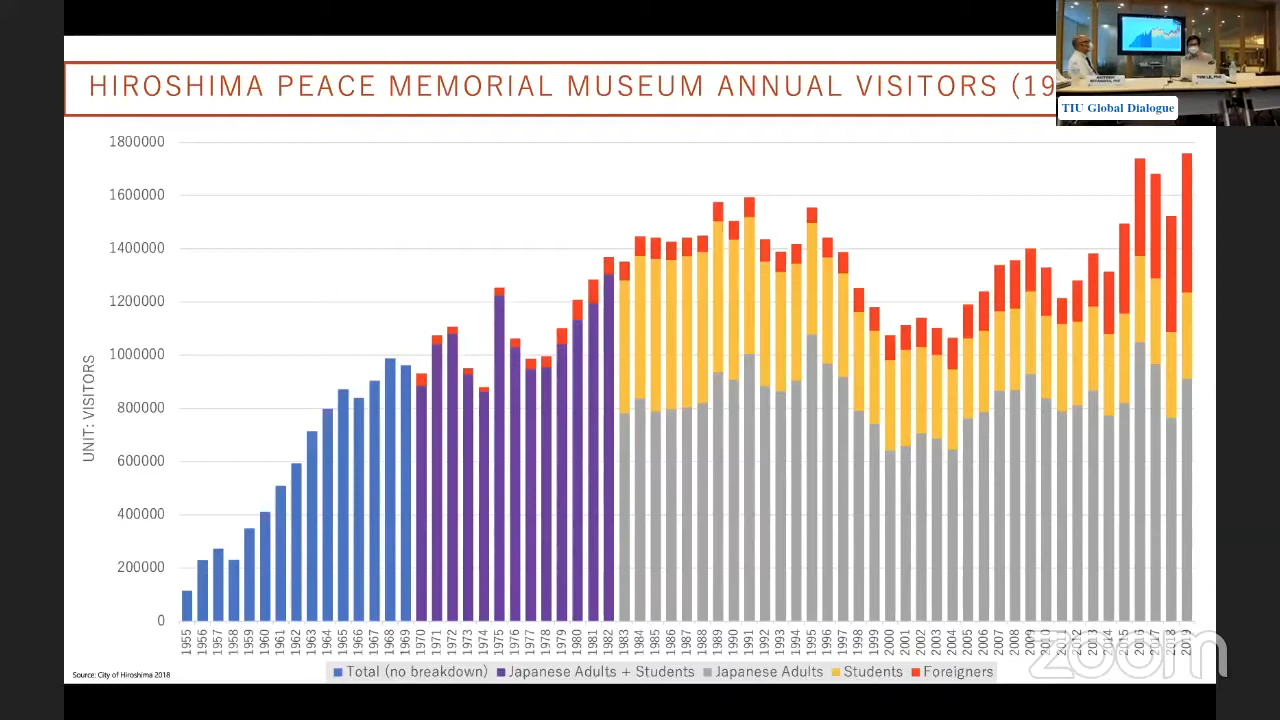 HIROSHIMA PEACE MEMORIAL MUSEUM ANNUAL VISITORS (19
TIU Global Dialogue
1800000
1600000
1400000
1200000
1000000
800000
600000
400000
200000
0
UNIT: VISITORS
1955 1956 1957 1958 1959 1960 1961 1962 1963 1964 1965 1966 1967 1968 1969 1970 1971 1972 1973 1974 1975 1976 1977 1978 1979 1980 1981 1982 1983 1984 1985 1986 1987 1988 1989 1990 1991 1992 1993 1994 1995 1996 1997 1998 1999 2000 2001 2002 2003 2004 2005 2006 2007 2008 2009 2010 2011 2012 2013 2014 2015 2016 2017 2018 2019
Total (no breakdown) Japanese Adults + Students Japanese Adults Students Foreigners
Source: City of Hiroshima 2018
zoom